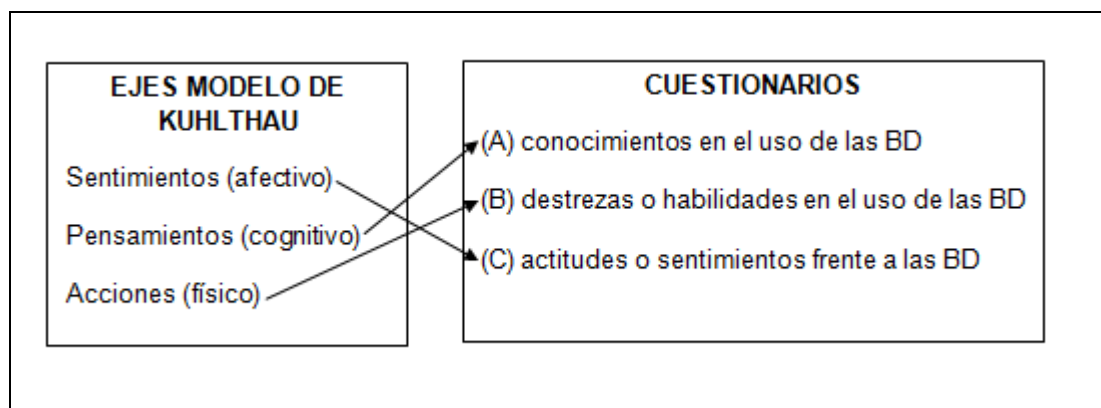 EJES MODELO DE
KUHLTHAU
Sentimientos (afectivo)
Pensamientos (cognitivo)
Acciones (físico)
CUESTIONARIOS
(A) conocimientos en el uso de las BD
(B) destrezas o habilidades en el uso de las BD
(C) actitudes o sentimientos frente a las BD